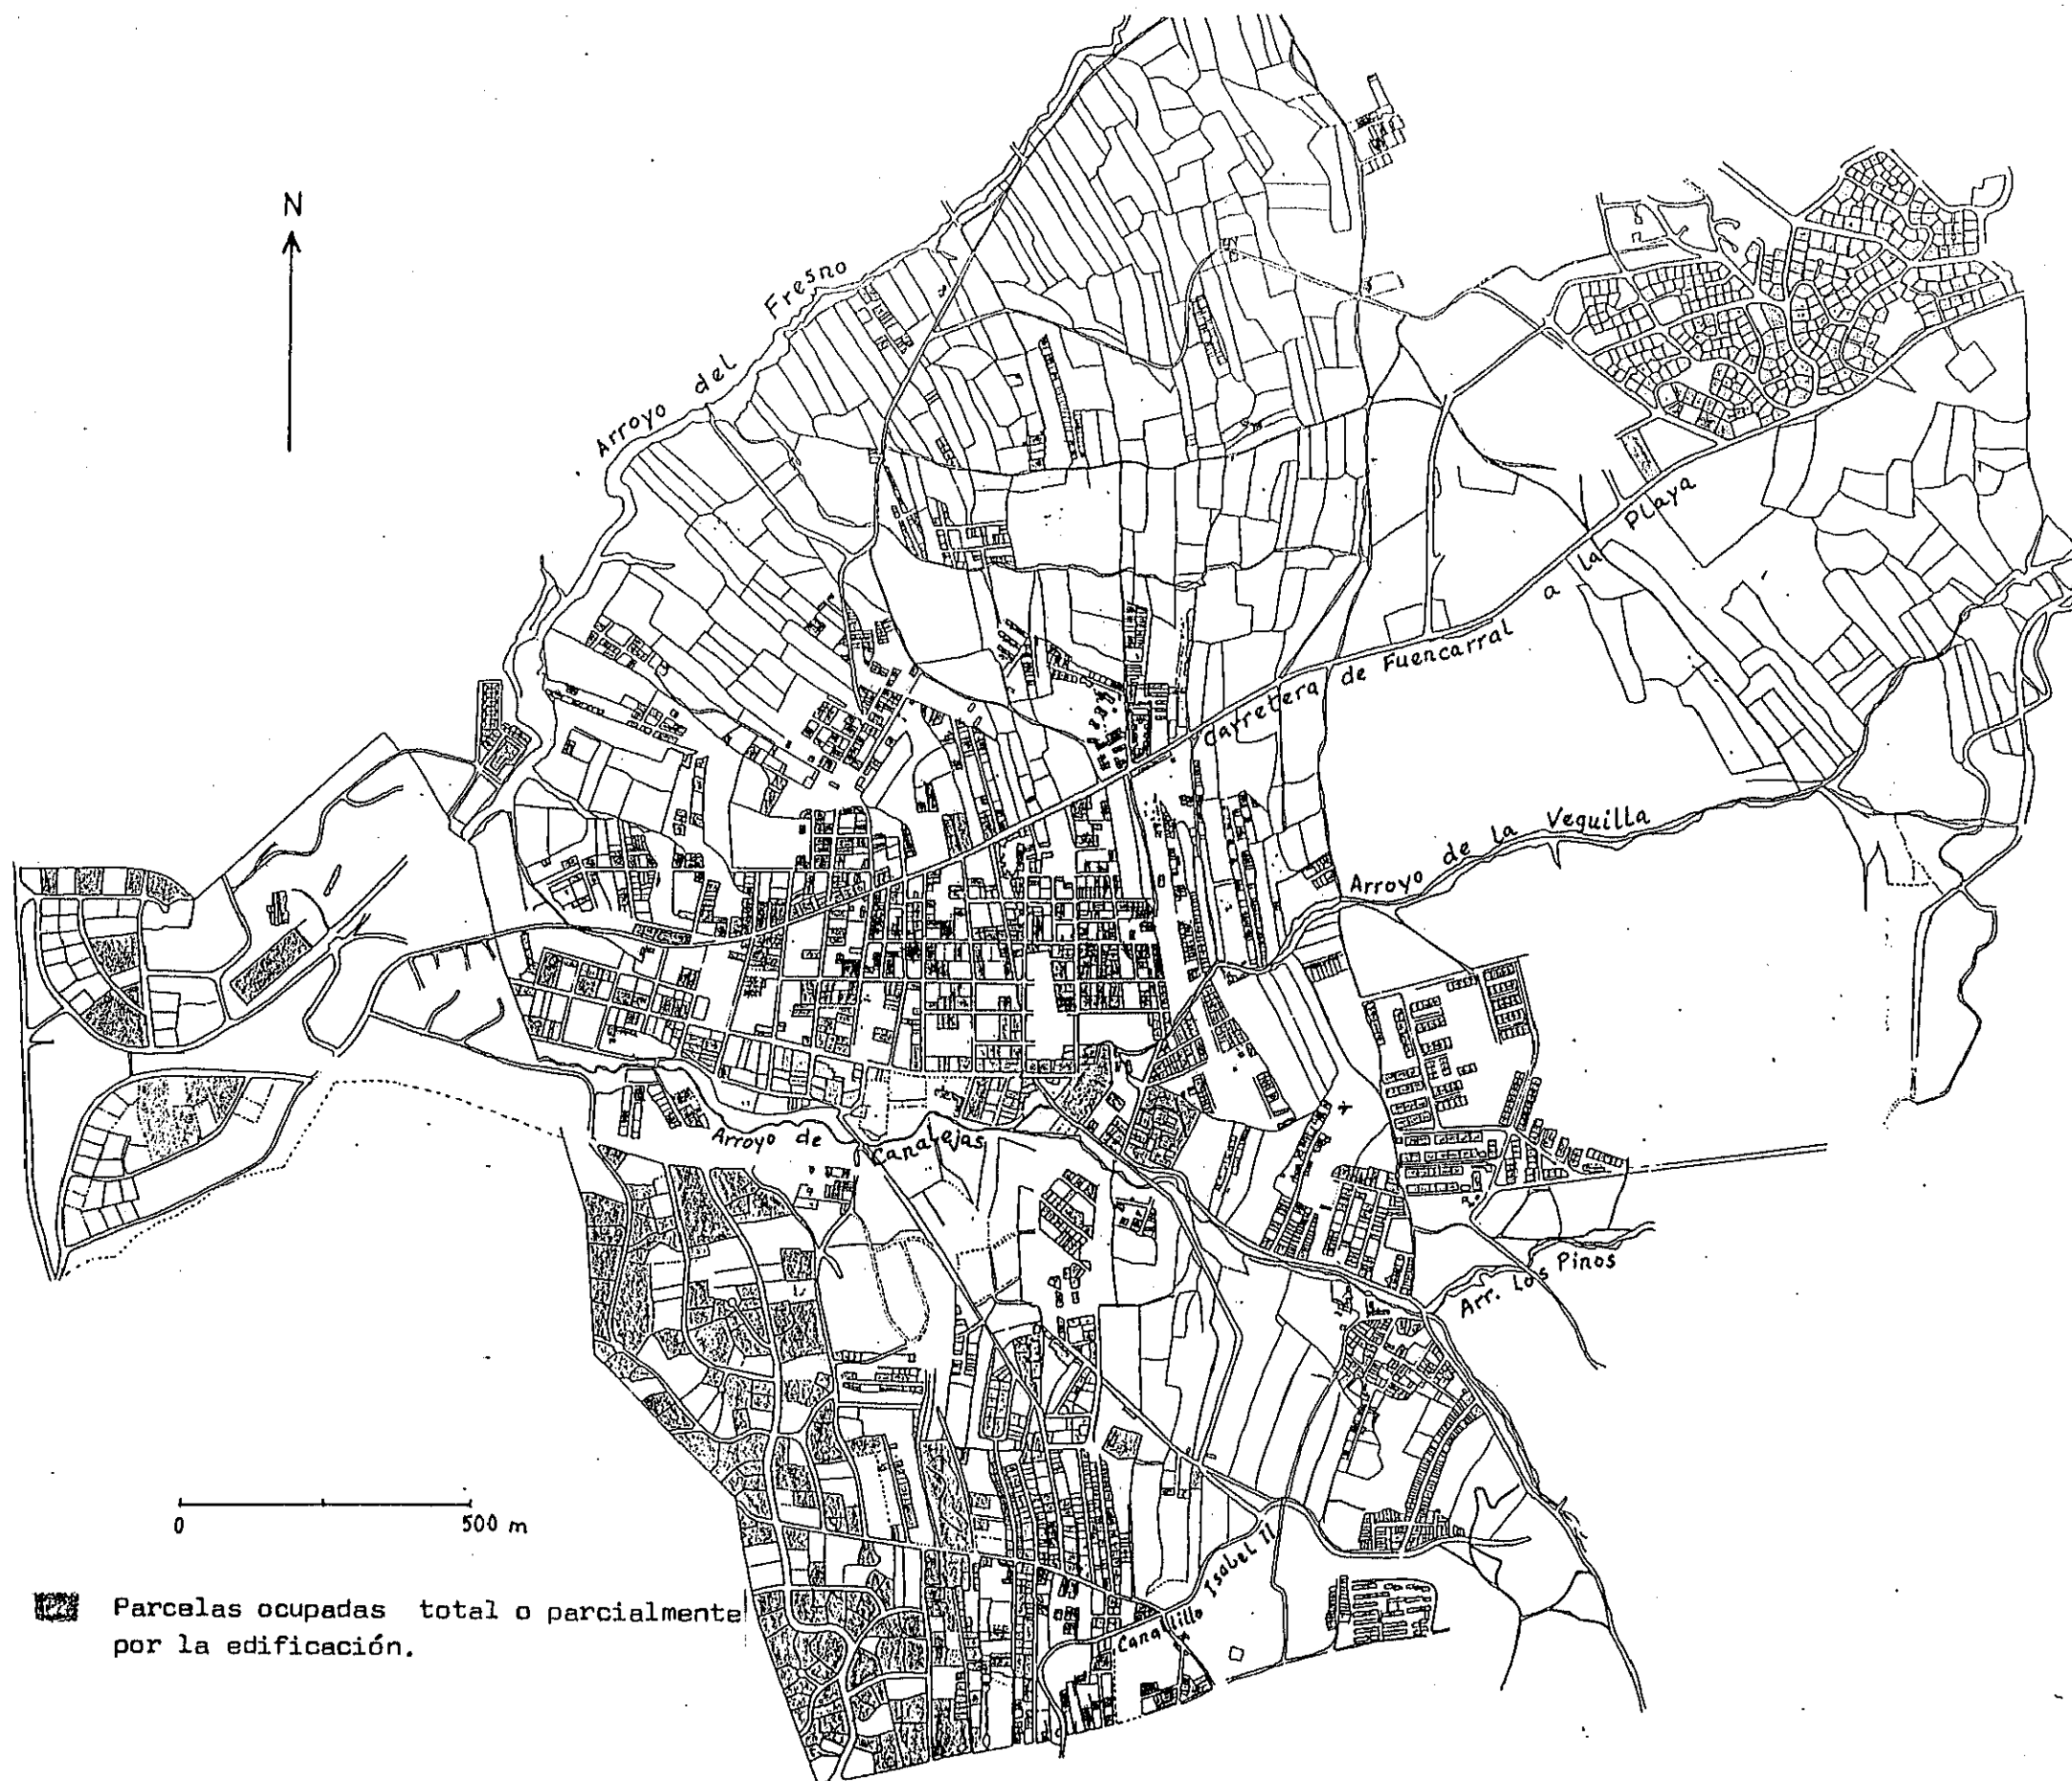 N
Arroyo del Fresno
Carretera de Fuencarral a la Playa
Arroyo de la Veguilla
Arroyo de Canalejas
Arr. Los Pinos
Canalillo Isabel II
0 500 m
Parcelas ocupadas total o parcialmente
por la edificación.